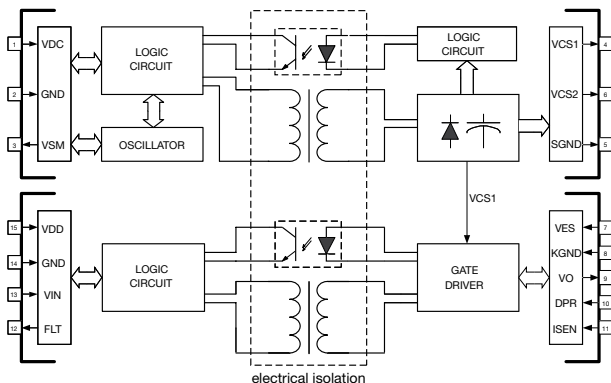 1 VDC
2 GND
3 VSM
LOGIC
CIRCUIT
OSCILLATOR
LOGIC
CIRCUIT
VCS1 4
VCS2 6
SGND 5
VCS1
15 VDD
14 GND
13 VIN
12 FLT
LOGIC
CIRCUIT
GATE
DRIVER
VES 7
KGND 8
VO 9
DPR 10
ISEN 11
electrical isolation